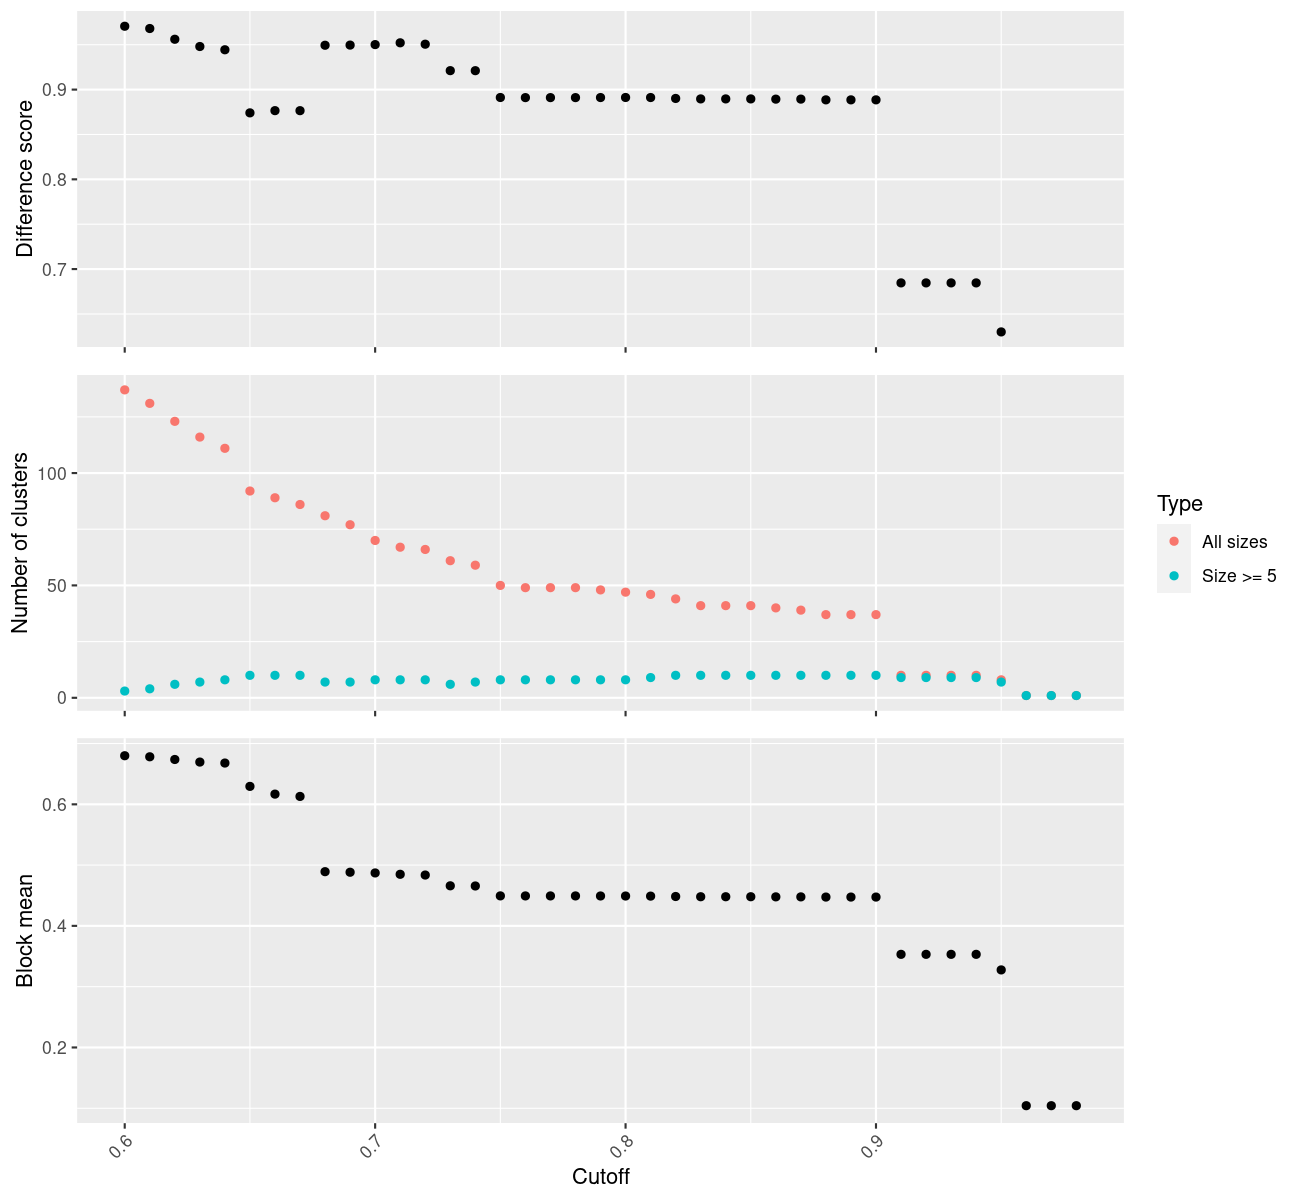 Difference score
0.9
0.8
0.7
Number of clusters
100
50
0
Type
All sizes
Size >= 5
Block mean
0.6
0.4
0.2
0.6
0.7
0.8
0.9
Cutoff